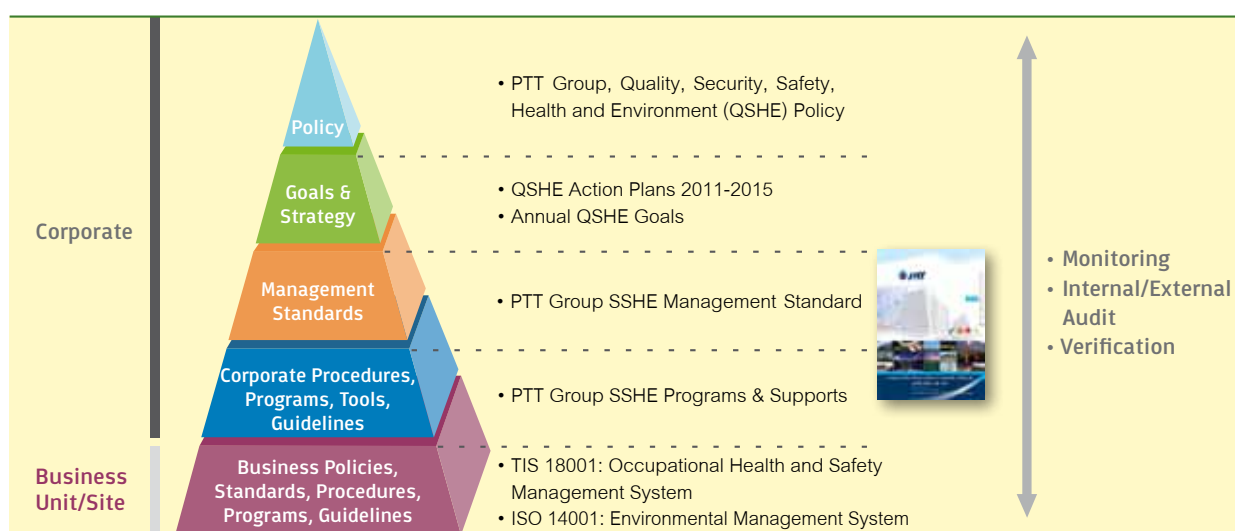 Policy
• PTT Group, Quality, Security, Safety,
Health and Environment (QSHE) Policy
Goals &
Strategy
• QSHE Action Plans 2011-2015
• Annual QSHE Goals
Corporate
Management
Standards
• PTT Group SSHE Management Standard
ptt
• Monitoring
• Internal/External
Audit
• Verification
Corporate Procedures,
Programs, Tools,
Guidelines
• PTT Group SSHE Programs & Supports
Business
Unit/Site
Business Policies,
Standards, Procedures,
Programs, Guidelines
• TIS 18001: Occupational Health and Safety
Management System
• ISO 14001: Environmental Management System